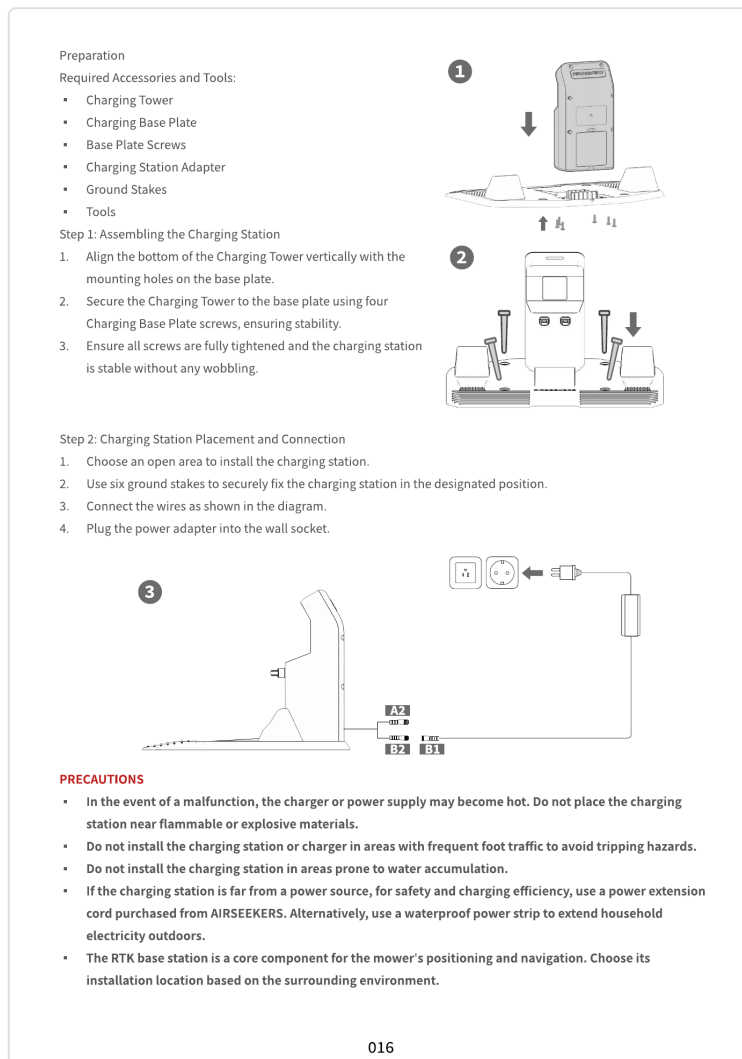 Preparation
Required Accessories and Tools:
▪ Charging Tower
▪ Charging Base Plate
▪ Base Plate Screws
▪ Charging Station Adapter
▪ Ground Stakes
▪ Tools
Step 1: Assembling the Charging Station
1. Align the bottom of the Charging Tower vertically with the
mounting holes on the base plate.
2. Secure the Charging Tower to the base plate using four
Charging Base Plate screws, ensuring stability.
3. Ensure all screws are fully tightened and the charging station
is stable without any wobbling.
1
2
Step 2: Charging Station Placement and Connection
1. Choose an open area to install the charging station.
2. Use six ground stakes to securely fix the charging station in the designated position.
3. Connect the wires as shown in the diagram.
4. Plug the power adapter into the wall socket.
3
A2
B2 B1
PRECAUTIONS
▪ In the event of a malfunction, the charger or power supply may become hot. Do not place the charging
station near flammable or explosive materials.
▪ Do not install the charging station or charger in areas with frequent foot traffic to avoid tripping hazards.
▪ Do not install the charging station in areas prone to water accumulation.
▪ If the charging station is far from a power source, for safety and charging efficiency, use a power extension
cord purchased from AIRSEEKERS. Alternatively, use a waterproof power strip to extend household
electricity outdoors.
▪ The RTK base station is a core component for the mower's positioning and navigation. Choose its
installation location based on the surrounding environment.
016